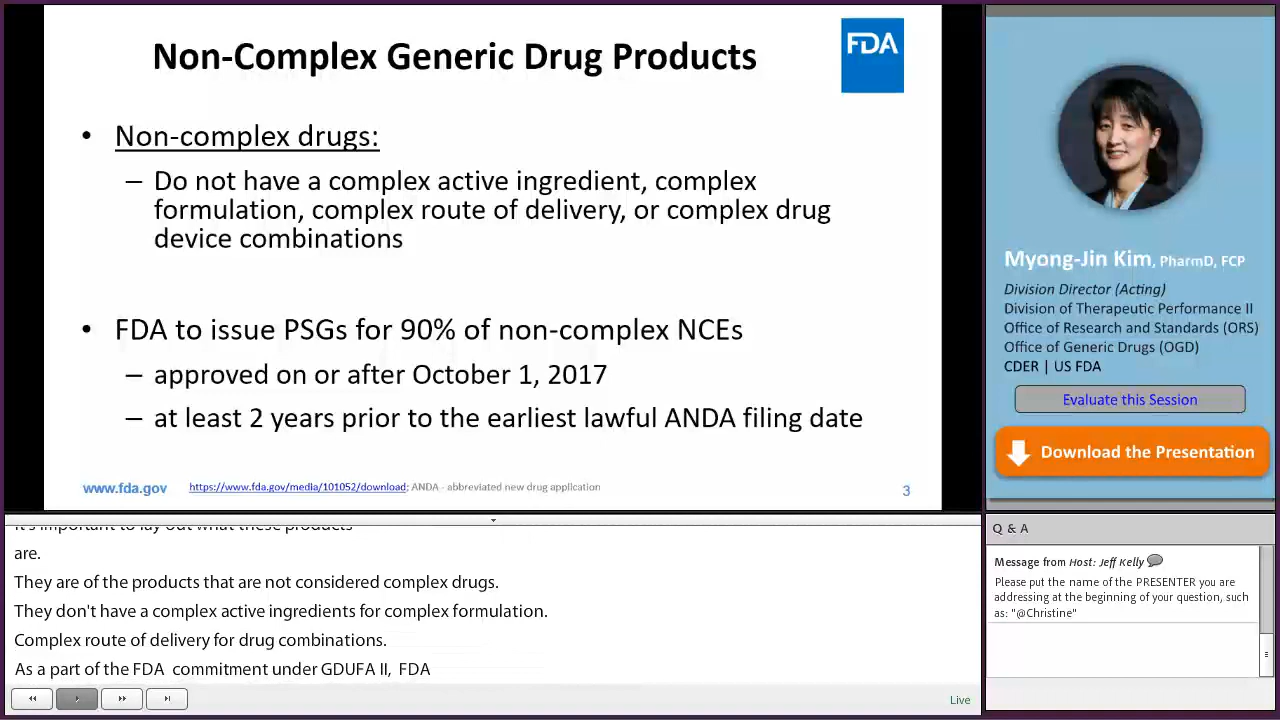 Non-Complex Generic Drug Products
FDA
• Non-complex drugs:
– Do not have a complex active ingredient, complex
formulation, complex route of delivery, or complex drug
device combinations
• FDA to issue PSGs for 90% of non-complex NCEs
– approved on or after October 1, 2017
– at least 2 years prior to the earliest lawful ANDA filing date
www.fda.gov
https://www.fda.gov/media/101052/download; ANDA - abbreviated new drug application
3
Myong-Jin Kim, PharmD, FCP
Division Director (Acting)
Division of Therapeutic Performance II
Office of Research and Standards (ORS)
Office of Generic Drugs (OGD)
CDER | US FDA
Evaluate this Session
Download the Presentation
It's important to lay out what these products
are.
They are of the products that are not considered complex drugs.
They don't have a complex active ingredients for complex formulation.
Complex route of delivery for drug combinations.
As a part of the FDA  commitment under GDUFA II,  FDA
Live
Q & A
Message from Host: Jeff Kelly
Please put the name of the PRESENTER you are
addressing at the beginning of your question, such
as: "@Christine"